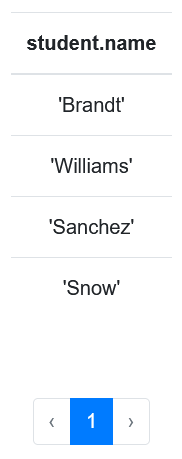 student.name
'Brandt'
'Williams'
'Sanchez'
'Snow'
‹ 1 ›